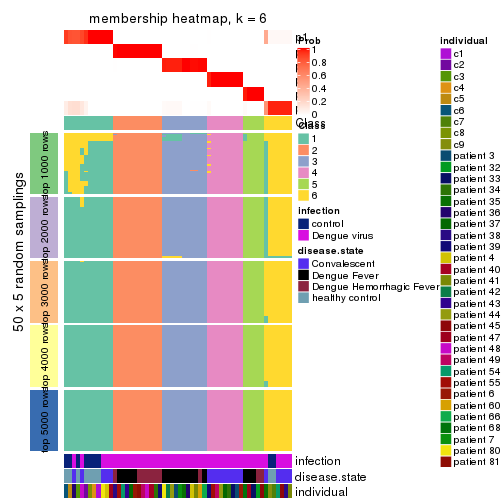 membership heatmap, k = 6
p1
Prob
1
0.8
0.6
0.4
0.2
0
Class
Class
1
2
3
4
5
6
infection
control
Dengue virus
disease.state
Convalescent
Dengue Fever
Dengue Hemorrhagic Fever
healthy control
individual
c1
c2
c3
c4
c5
c6
c7
c8
c9
patient 3
patient 32
patient 33
patient 34
patient 35
patient 36
patient 37
patient 38
patient 39
patient 4
patient 40
patient 41
patient 42
patient 43
patient 44
patient 45
patient 47
patient 48
patient 49
patient 54
patient 55
patient 6
patient 60
patient 66
patient 68
patient 7
patient 80
patient 81
50 x 5 random samplings
top 1000 rows
top 2000 rows
top 3000 rows
top 4000 rows
top 5000 rows
infection
disease.state
individual